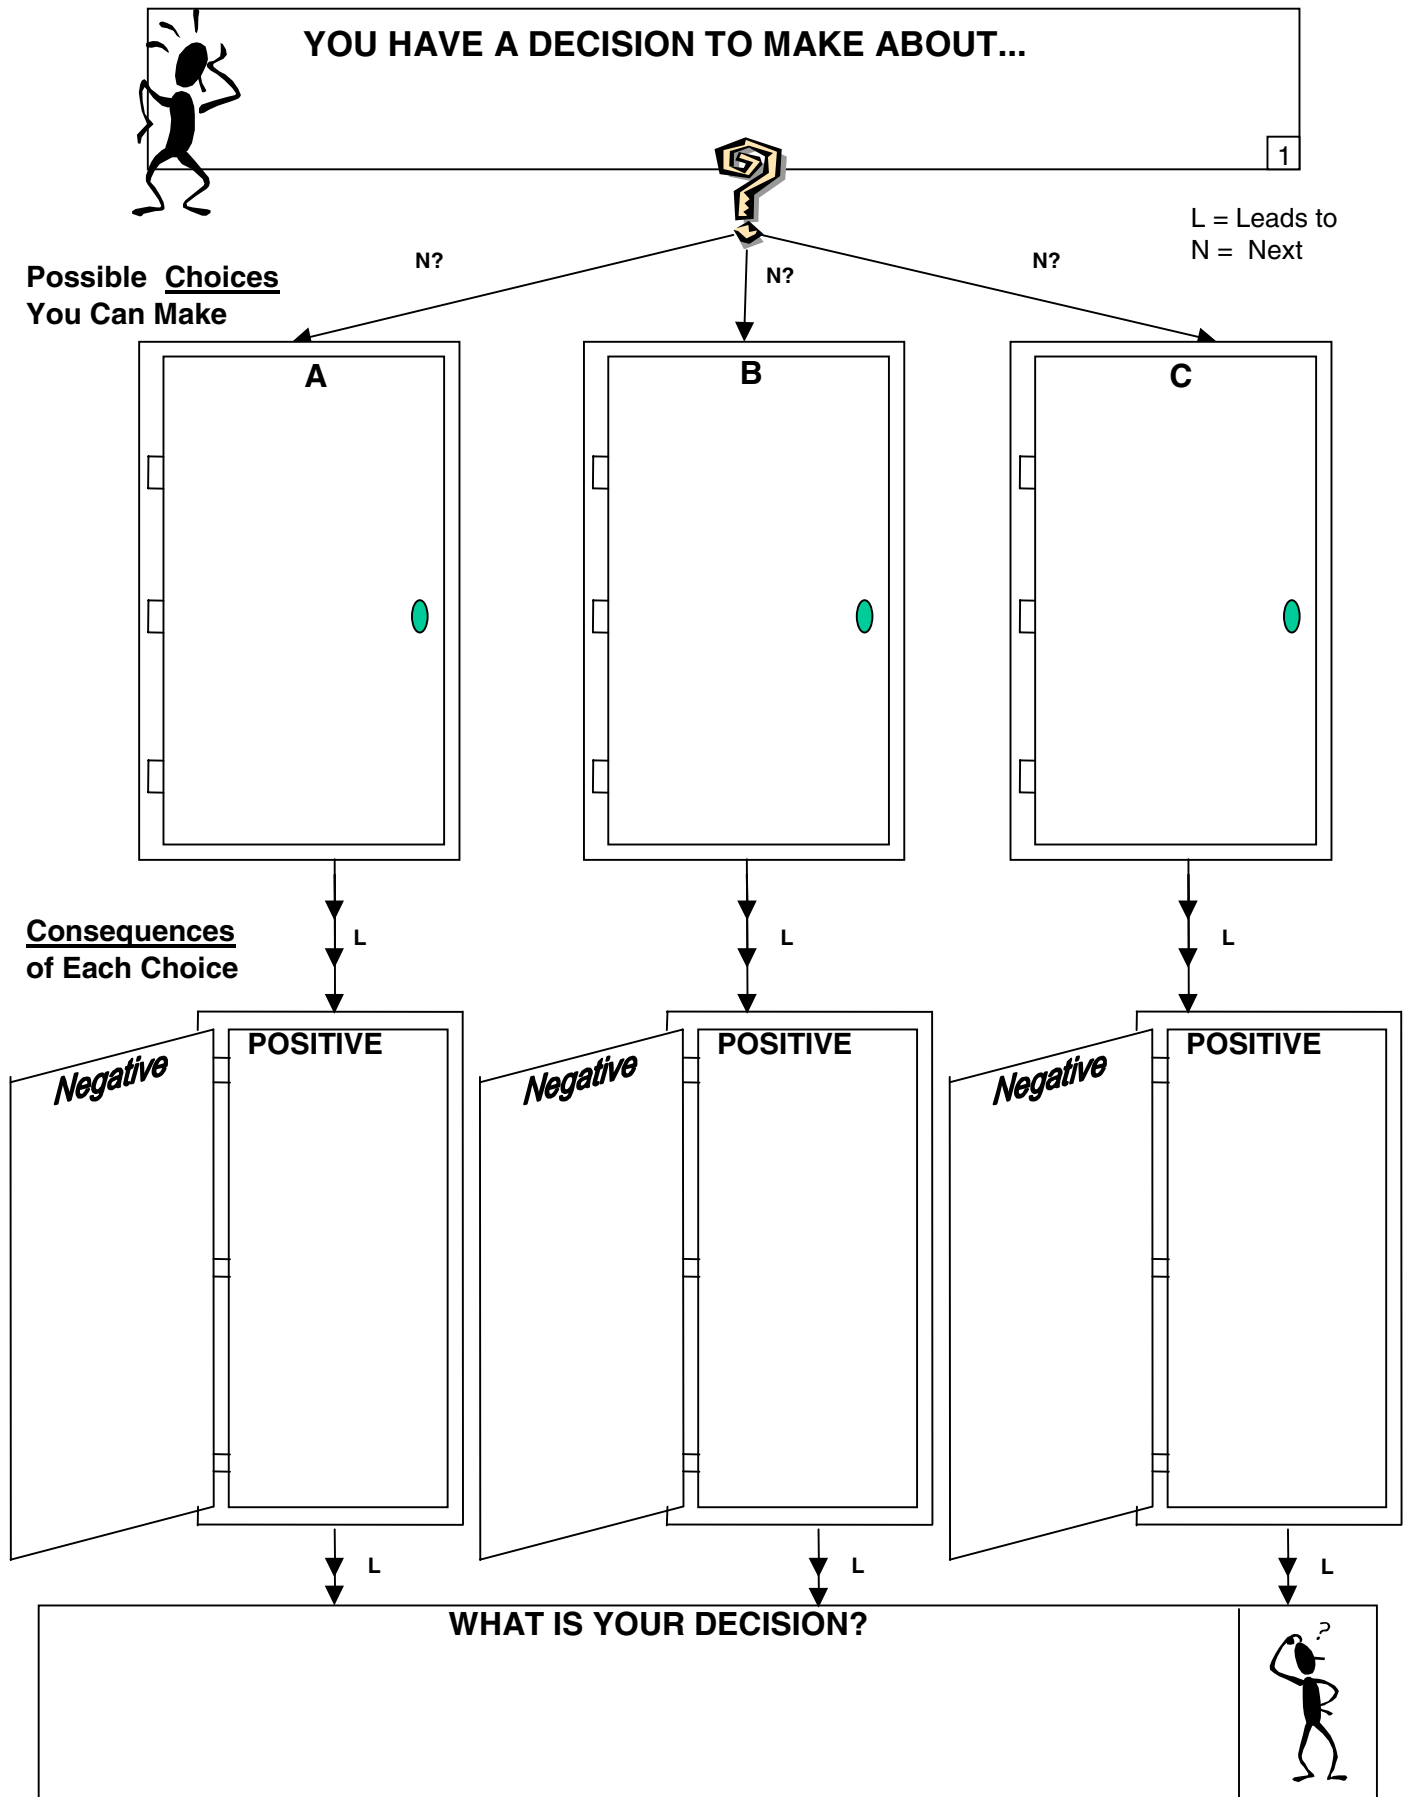 YOU HAVE A DECISION TO MAKE ABOUT...
1
L = Leads to
N = Next
N?
N?
N?
Possible Choices
You Can Make
A
B
C
Consequences
of Each Choice
L
L
L
Negative
POSITIVE
Negative
POSITIVE
Negative
POSITIVE
L
L
L
WHAT IS YOUR DECISION?
?